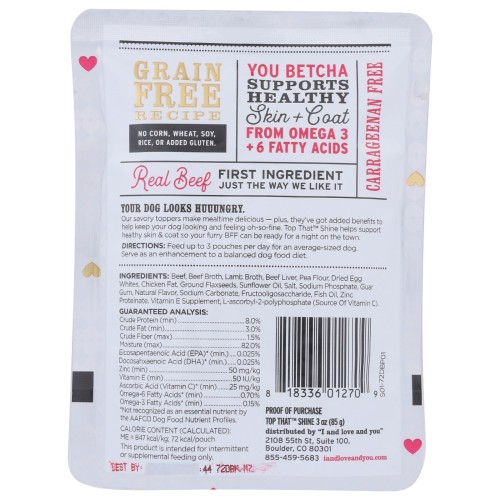 GRAIN
FREE
RECIPE
NO CORN, WHEAT, SOY,
RICE, OR ADDED GLUTEN.
YOU BETCHA
SUPPORTS
HEALTHY
Skin + Coat
FROM OMEGA 3
+ 6 FATTY ACIDS
CARRAGEENAN FREE
Real Beef FIRST INGREDIENT
JUST THE WAY WE LIKE IT
YOUR DOG LOOKS HUUUNGRY.
Our savory toppers make mealtime delicious — plus, they've got added benefits to
help keep your dog looking and feeling oh-so-fine. Top That™ Shine helps support
healthy skin & coat so your furry BFF can be ready for a night on the town.
DIRECTIONS: Feed up to 3 pouches per day for an average-sized dog.
Serve as an enhancement to a balanced dog food diet.
INGREDIENTS: Beef, Beef Broth, Lamb Broth, Beef Liver, Pea Flour, Dried Egg
Whites, Chicken Fat, Ground Flaxseeds, Sunflower Oil, Salt, Sodium Phosphate, Guar
Gum, Natural Flavor, Sodium Carbonate, Fructooligosaccharide, Fish Oil, Zinc
Proteinate, Vitamin E Supplement, L-ascorbyl-2-polyphosphate (Source Of Vitamin C).
GUARANTEED ANALYSIS:
Crude Protein (min) 8.0%
Crude Fat (min) 3.0%
Crude Fiber (max) 1.5%
Moisture (max) 82.0%
Ecosapentaenoic Acid (EPA)* (min) 0.025%
Docosahxaenoic Acid (DHA)* (min) 0.025%
Zinc (min) 50 mg/kg
Vitamin E (min) 50 IU/kg
Ascorbic Acid (Vitamin C)* (min) 25 mg/kg
Omega-6 Fatty Acids* (min) 0.70%
Omega-3 Fatty Acids* (min) 0.15%
*Not recognized as an essential nutrient by
the AAFCO Dog Food Nutrient Profiles.
CALORIE CONTENT (CALCULATED):
ME = 847 kcal/kg; 72 kcal/pouch
This product is intended for intermittent
or supplemental feeding only.
8 18336 01270 9
S01-72DBP01
PROOF OF PURCHASE
TOP THAT™ SHINE 3 oz (85 g)
distributed by "I and love and you"
2108 55th St, Suite 100,
Boulder, CO 80301
855-459-5683 iandloveandyou.com
BEST BY: 44 72DBK